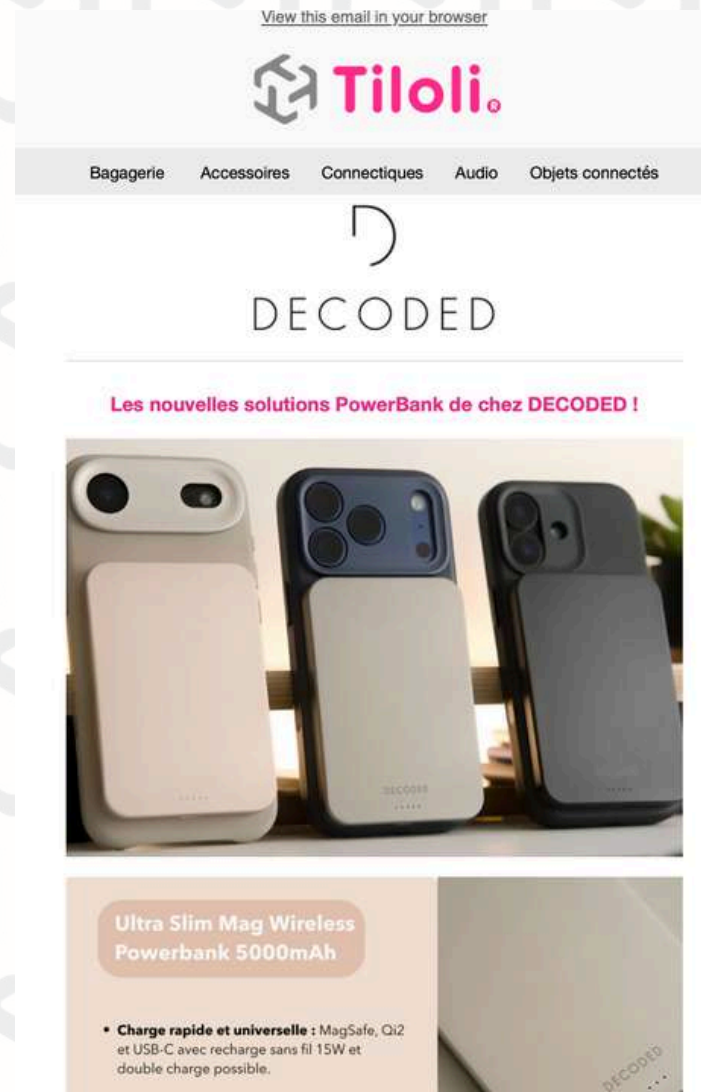 View this email in your browser
Tiloli®
Bagagerie Accessoires Connectiques Audio Objets connectés
DECODED
Les nouvelles solutions PowerBank de chez DECODED !
DECODED
Ultra Slim Mag Wireless
Powerbank 5000mAh
• Charge rapide et universelle : MagSafe, Qi2
et USB-C avec recharge sans fil 15W et
double charge possible.
DECODED